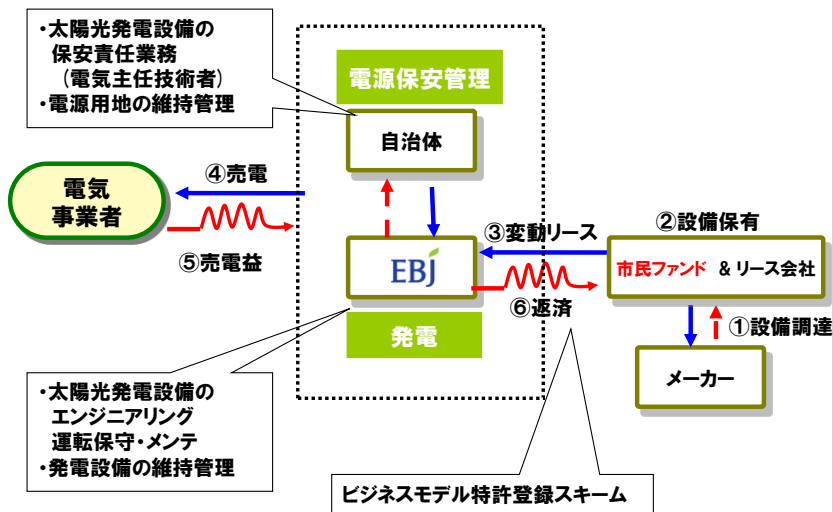 ・太陽光発電設備の
保安責任業務
(電気主任技術者)
・電源用地の維持管理
電源保安管理
自治体
④売電
電気
事業者
⑤売電益
③変動リース
②設備保有
EBJ
市民ファンド & リース会社
⑥返済
①設備調達
発電
メーカー
・太陽光発電設備の
エンジニアリング
運転保守・メンテ
・発電設備の維持管理
ビジネスモデル特許登録スキーム